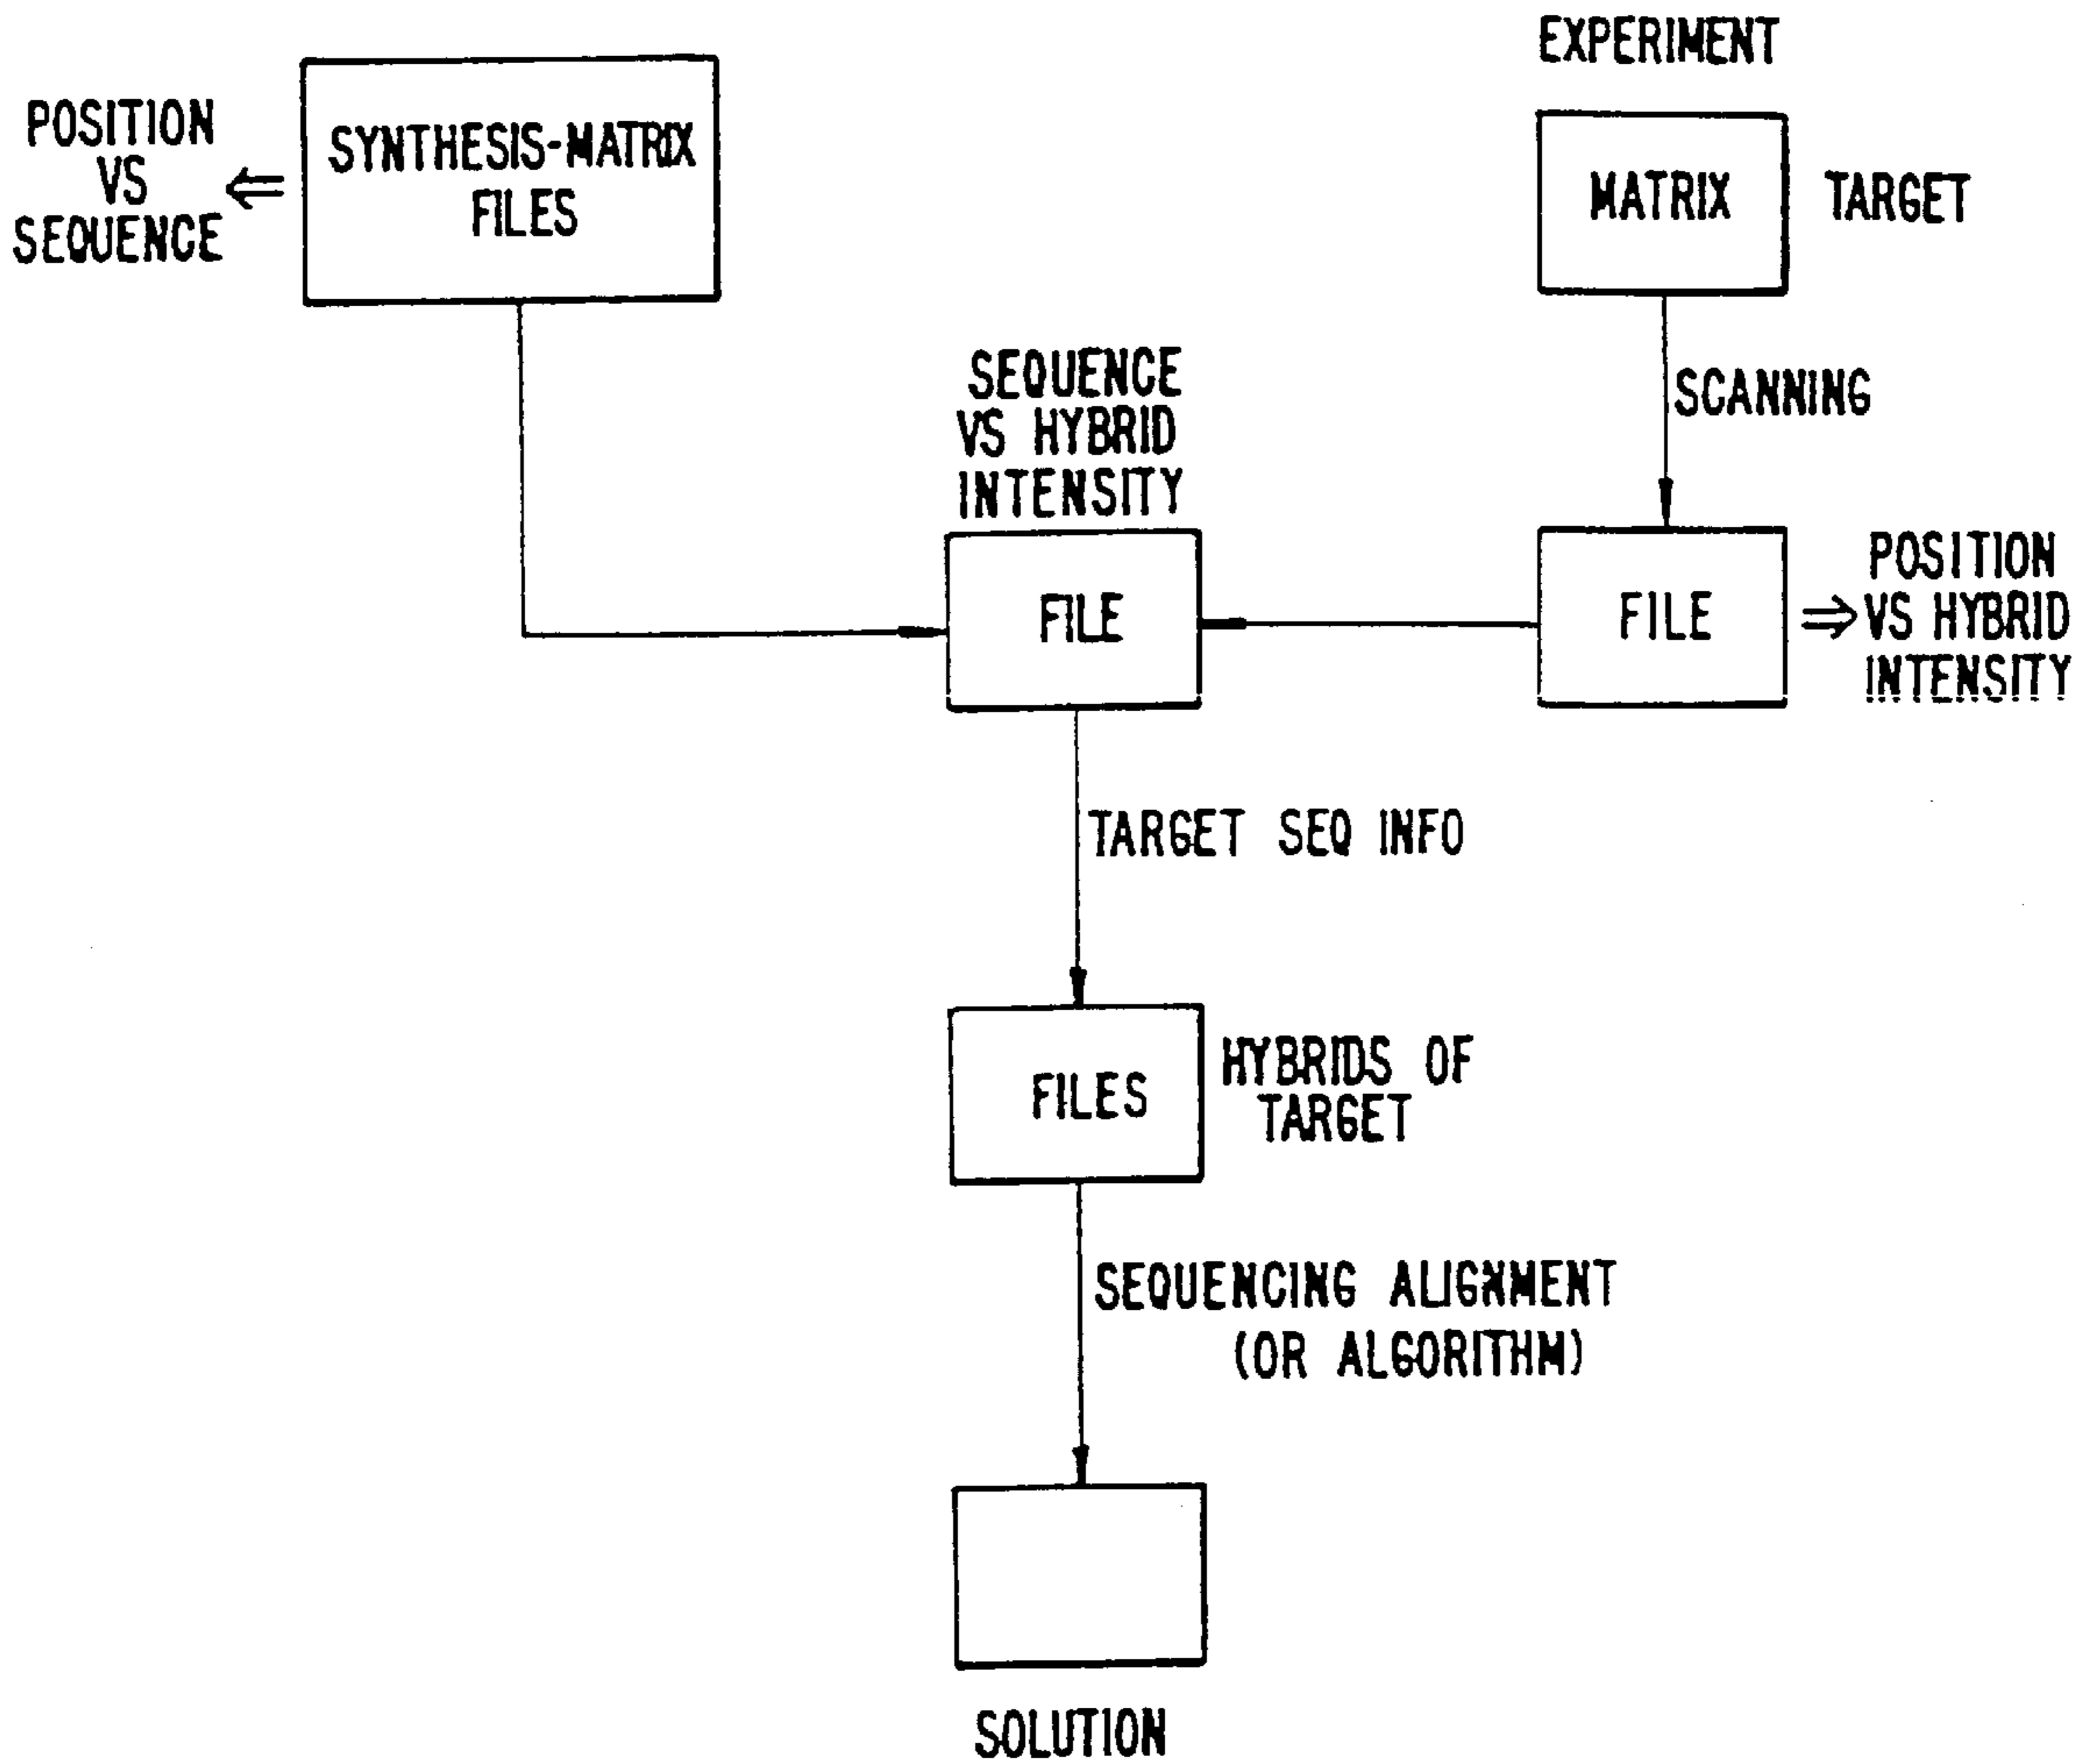 EXPERIMENT
POSITION
VS
SEQUENCE
SYNTHESIS-MATRIX
FILES
MATRIX
TARGET
SCANNING
SEQUENCE
VS HYBRID
INTENSITY
FILE
FILE
POSITION
VS HYBRID
INTENSITY
TARGET SEQ INFO
FILES
HYBRIDS OF
TARGET
SEQUENCING ALIGNMENT
(OR ALGORITHM)
SOLUTION